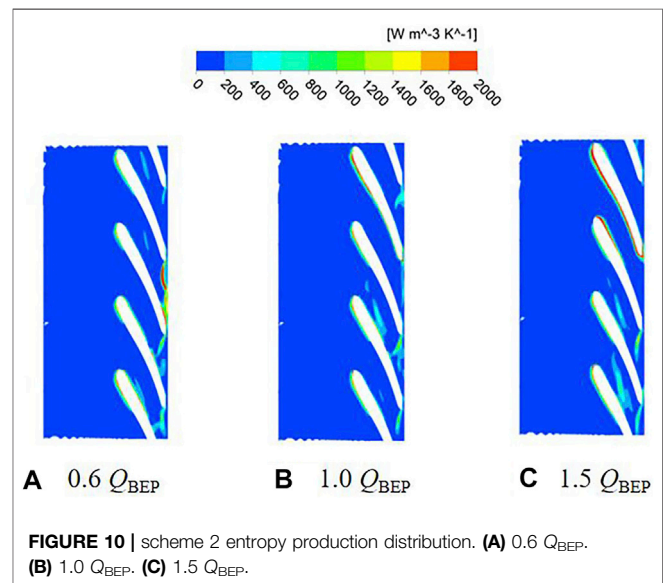 [W m^-3 K^-1]
0 200 400 600 800 1000 1200 1400 1600 1800 2000
A 0.6 QBEP B 1.0 QBEP C 1.5 QBEP
FIGURE 10 | scheme 2 entropy production distribution. (A) 0.6 QBEP.
(B) 1.0 QBEP. (C) 1.5 QBEP.